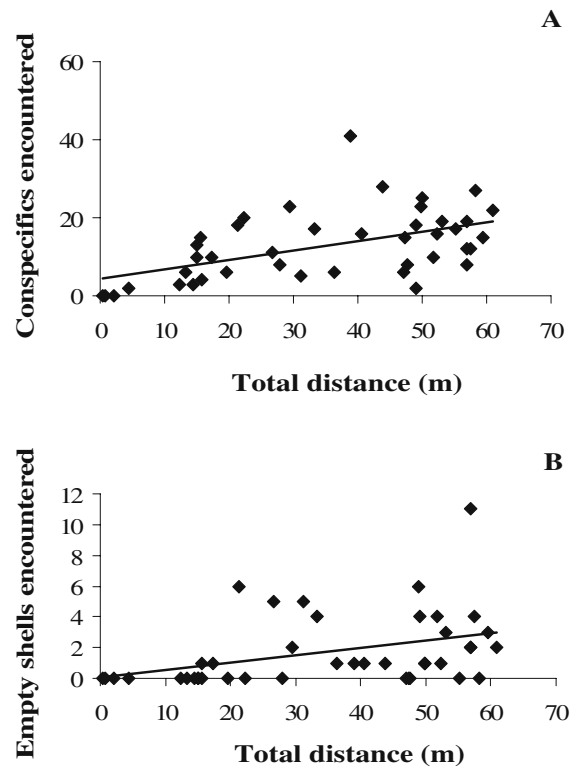 A
60
40
20
0
0 10 20 30 40 50 60 70
Conspecifics encountered
Total distance (m)
B
12
10
8
6
4
2
0
0 10 20 30 40 50 60 70
Empty shells encountered
Total distance (m)